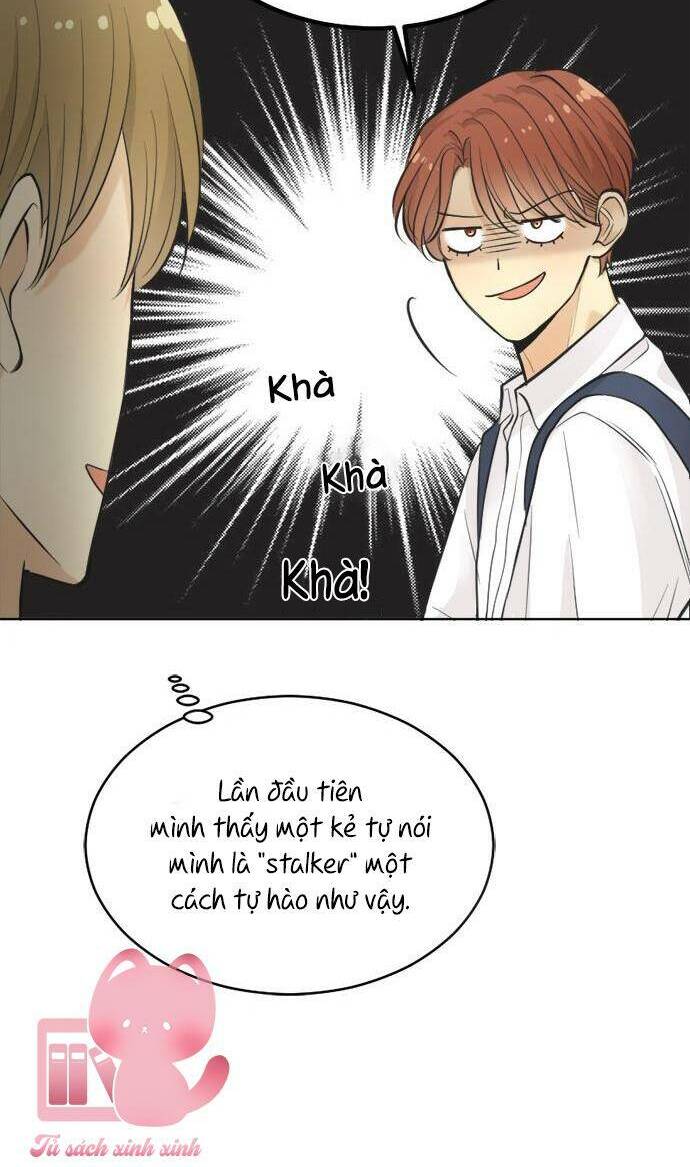 Khà
Khà
Khà!
Lần đầu tiên
mình thấy một kẻ tự nói
mình là "stalker" một
cách tự hào như vậy.
Tủ sách xinh xinh